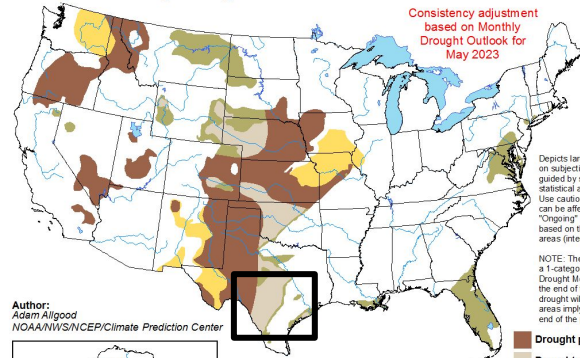 Consistency adjustment
based on Monthly
Drought Outlook for
May 2023
Depicts lar
on subjecti
guided by
statistical a
Use cautio
can be affe
"Ongoing"
based on th
areas (inte
NOTE: The
a 1-categor
Drought Mo
the end of
drought wil
areas imply
end of the
Author:
Adam Allgood
NOAA/NWS/NCEP/Climate Prediction Center
Drought